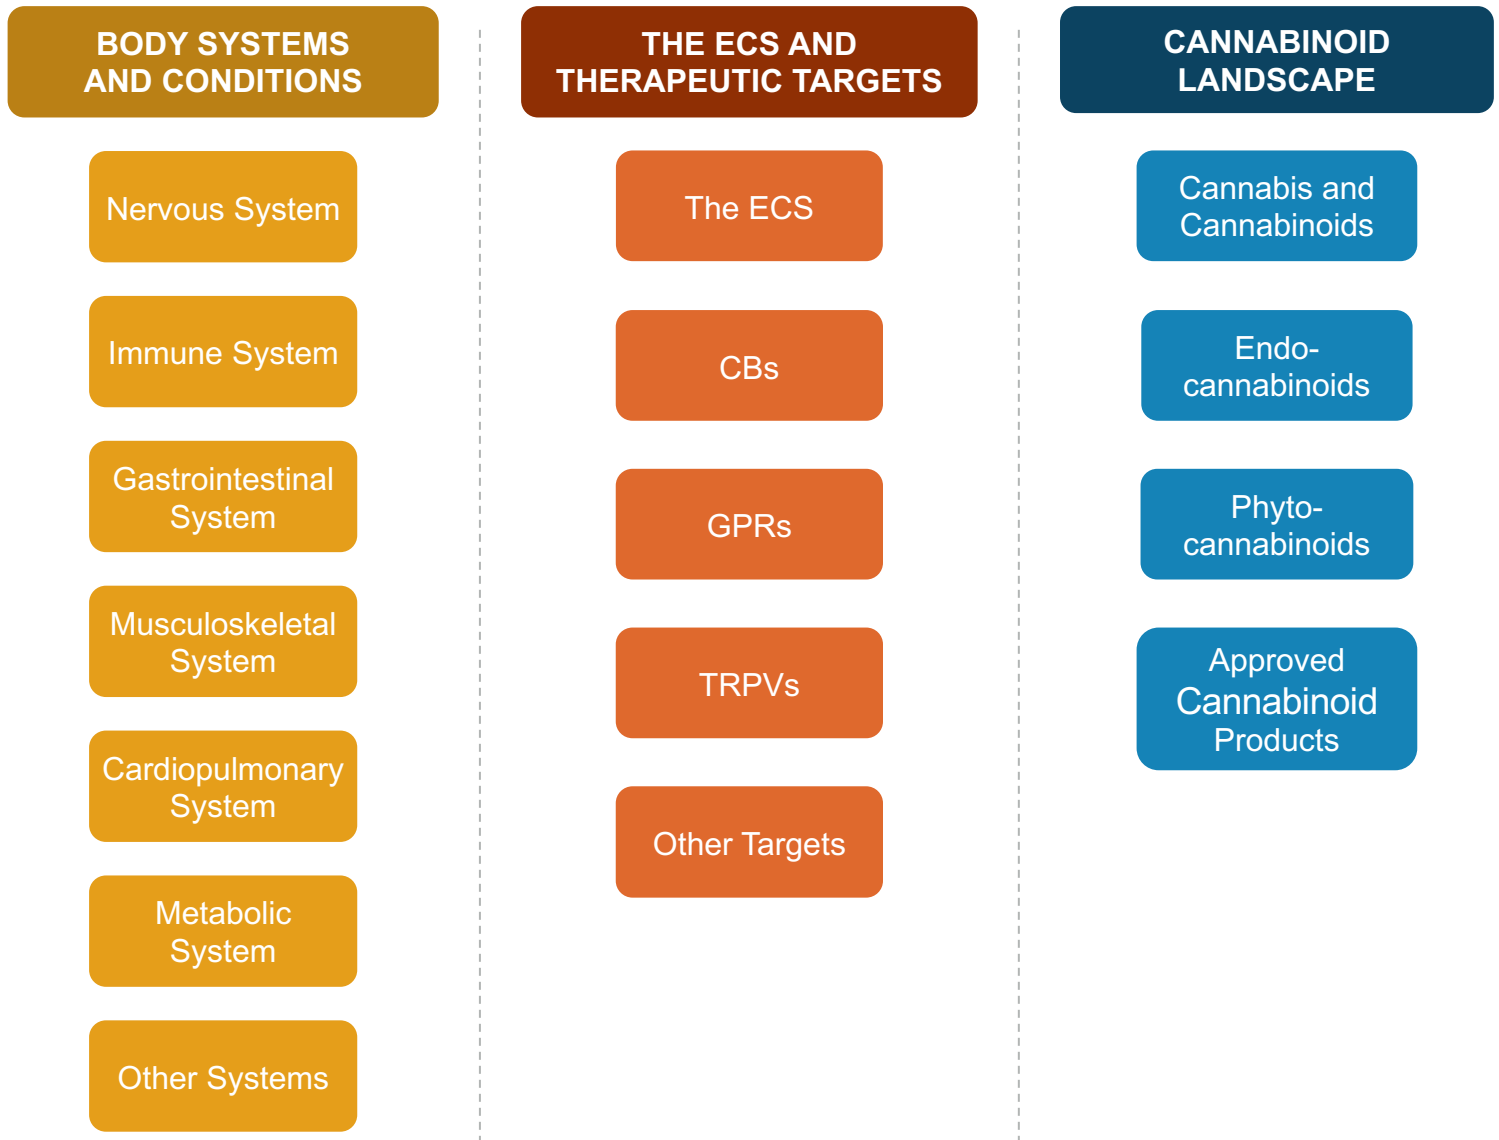 BODY SYSTEMS
AND CONDITIONS
Nervous System
Immune System
Gastrointestinal
System
Musculoskeletal
System
Cardiopulmonary
System
Metabolic
System
Other Systems
THE ECS AND
THERAPEUTIC TARGETS
The ECS
CBs
GPRs
TRPVs
Other Targets
CANNABINOID
LANDSCAPE
Cannabis and
Cannabinoids
Endo-
cannabinoids
Phyto-
cannabinoids
Approved
Cannabinoid
Products